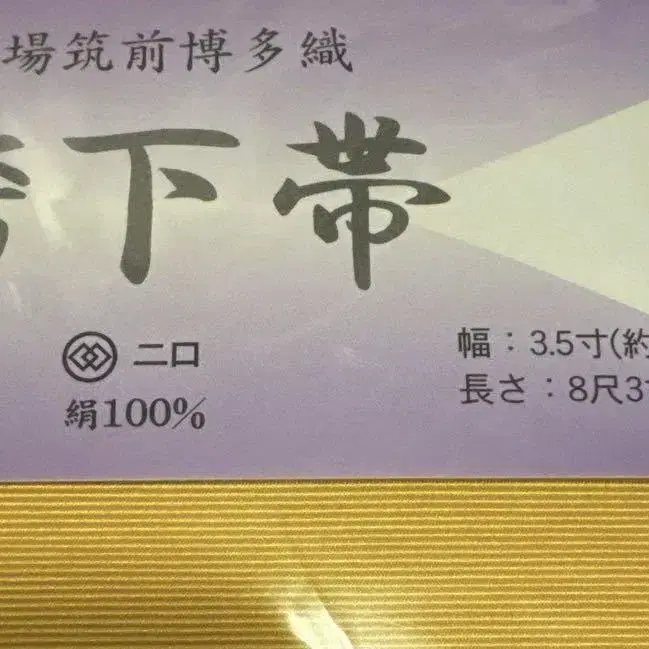 場筑前博多織
下帯
二口
絹100%
幅：3.5寸(約
長さ：8尺3寸